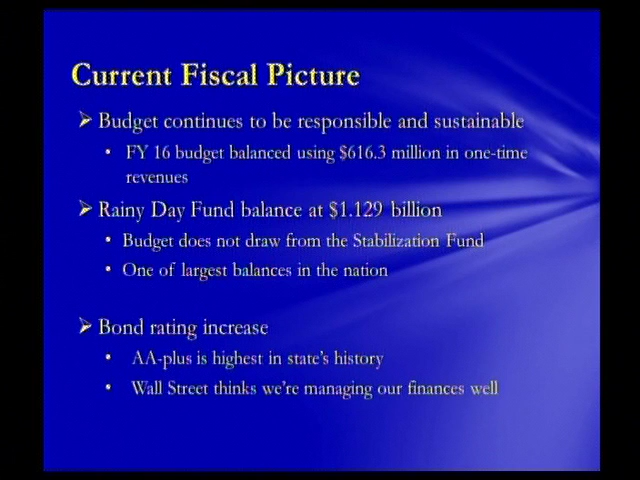 Current Fiscal Picture
Budget continues to be responsible and sustainable
• FY 16 budget balanced using $616.3 million in one-time
revenues
Rainy Day Fund balance at $1.129 billion
• Budget does not draw from the Stabilization Fund
• One of largest balances in the nation
Bond rating increase
• AA-plus is highest in state's history
• Wall Street thinks we're managing our finances well